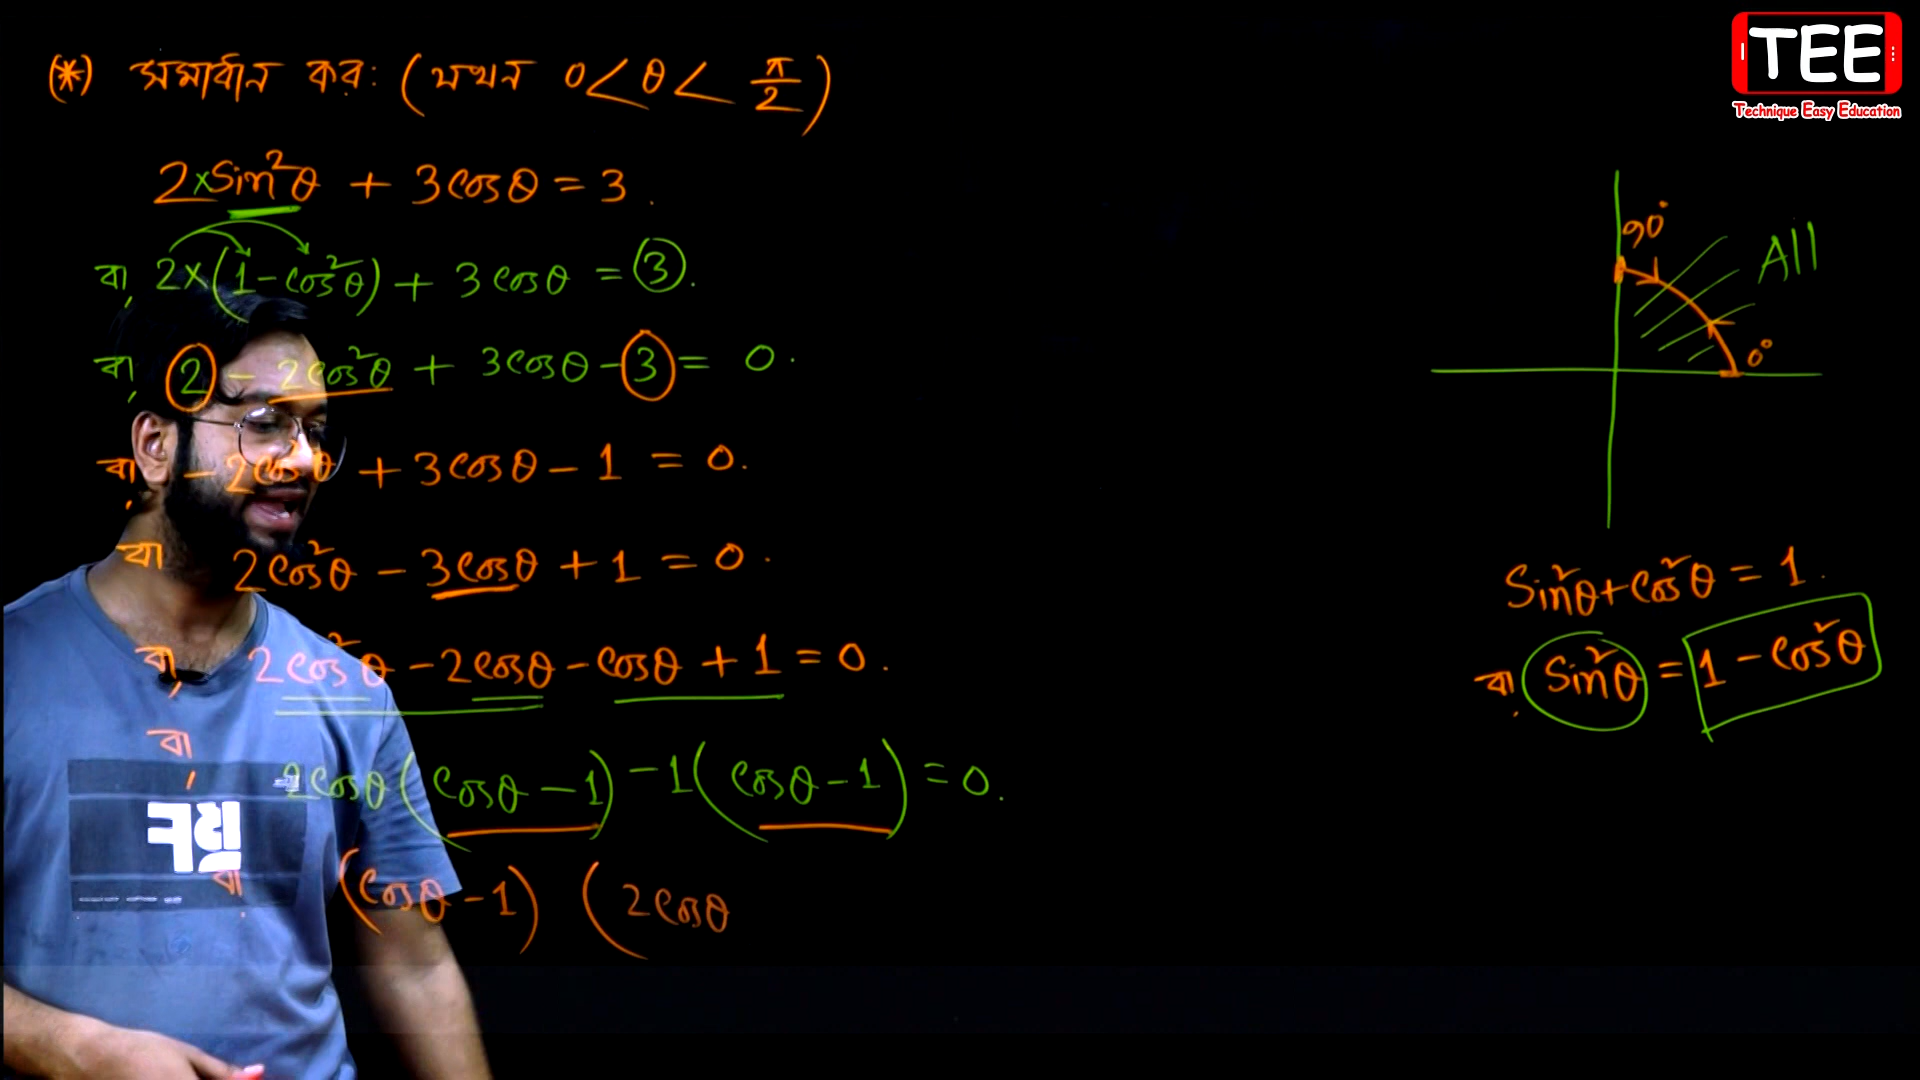 (*) সমাধান কর: (যখন 0 < θ < π/2)
2×Sin²θ + 3cosθ = 3.
বা, 2×(1-cos²θ) + 3cosθ = 3.
বা, 2 - 2cos²θ + 3cosθ - 3 = 0.
বা, -2cos²θ + 3cosθ - 1 = 0.
বা 2cos²θ - 3cosθ + 1 = 0.
বা, 2cos²θ - 2cosθ - cosθ + 1 = 0.
বা, 2cosθ(cosθ-1) -1(cosθ-1) = 0.
বা, (cosθ-1) (2cosθ
TEE
Technique Easy Education
90°
All
0°
Sin²θ+cos²θ = 1.
বা, Sin²θ = 1 - cos²θ